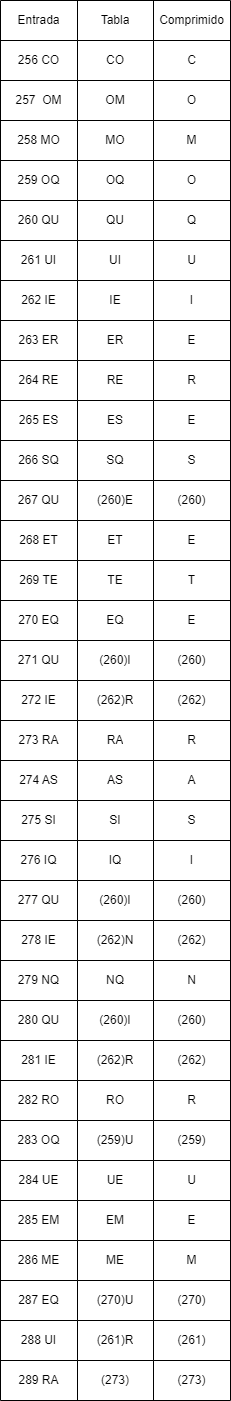 Entrada Tabla Comprimido
256 CO CO C
257 OM OM O
258 MO MO M
259 OQ OQ O
260 QU QU Q
261 UI UI U
262 IE IE I
263 ER ER E
264 RE RE R
265 ES ES E
266 SQ SQ S
267 QU (260)E (260)
268 ET ET E
269 TE TE T
270 EQ EQ E
271 QU (260)I (260)
272 IE (262)R (262)
273 RA RA R
274 AS AS A
275 SI SI S
276 IQ IQ I
277 QU (260)I (260)
278 IE (262)N (262)
279 NQ NQ N
280 QU (260)I (260)
281 IE (262)R (262)
282 RO RO R
283 OQ (259)U (259)
284 UE UE U
285 EM EM E
286 ME ME M
287 EQ (270)U (270)
288 UI (261)R (261)
289 RA (273) (273)